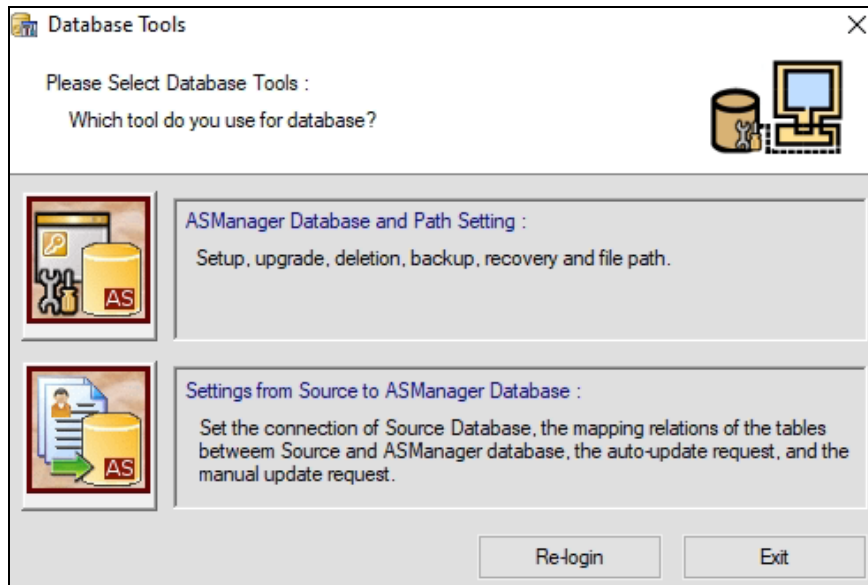 Database Tools
Please Select Database Tools :
Which tool do you use for database?
ASManager Database and Path Setting :
Setup, upgrade, deletion, backup, recovery and file path.
AS
Settings from Source to ASManager Database :
Set the connection of Source Database, the mapping relations of the tables
betweem Source and ASManager database, the auto-update request, and the
manual update request.
AS
Re-login
Exit